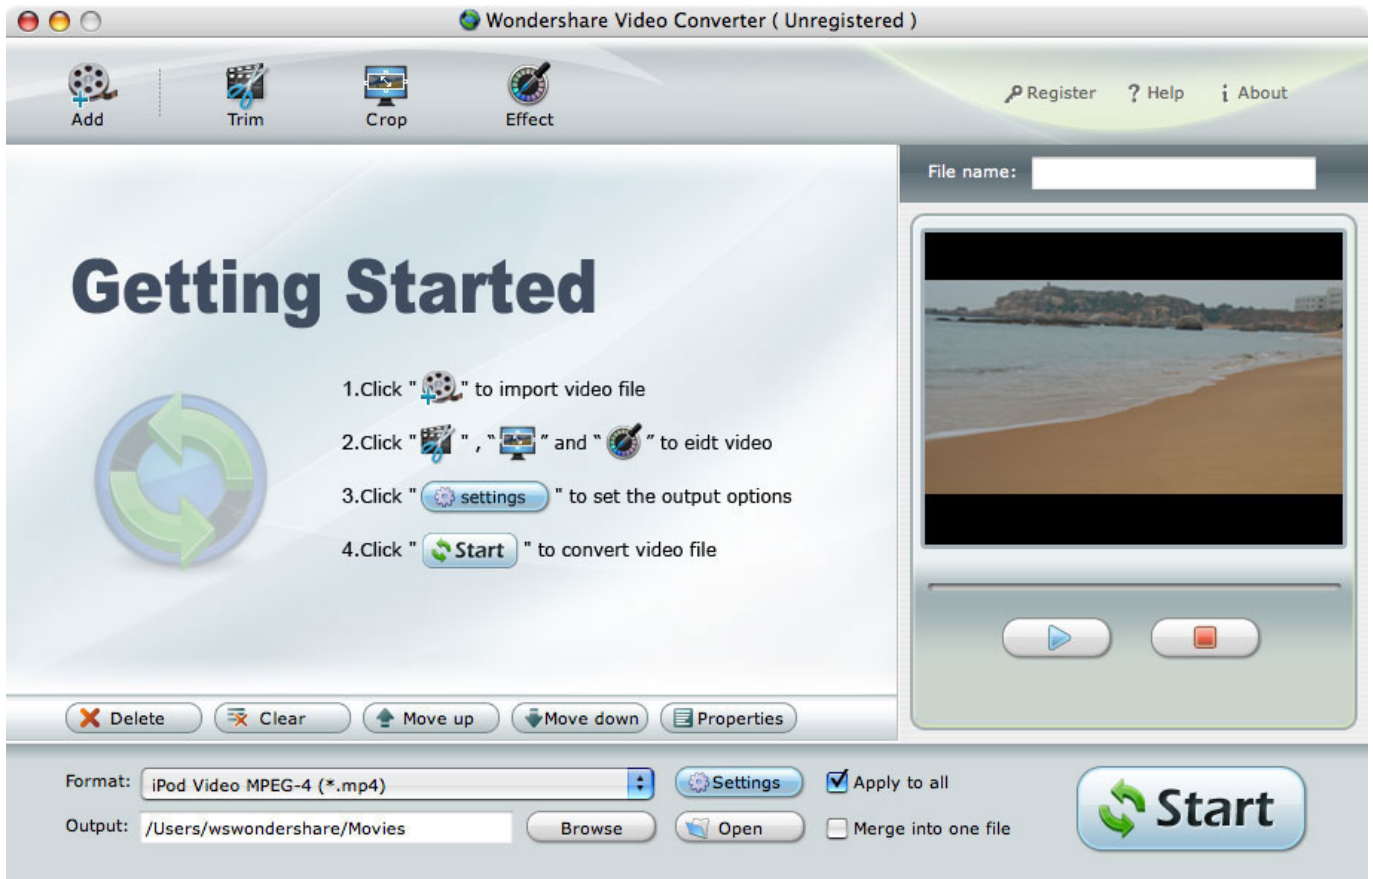 Wondershare Video Converter ( Unregistered )
Add
Trim
Crop
Effect
Register
? Help
i About
File name:
Getting Started
1.Click " " to import video file
2.Click " " , " " and " " to eidt video
3.Click " settings " to set the output options
4.Click " Start " to convert video file
Delete
Clear
Move up
Move down
Properties
Format: iPod Video MPEG-4 (*.mp4)
Settings
Apply to all
Output: /Users/wswondershare/Movies
Browse
Open
Merge into one file
Start